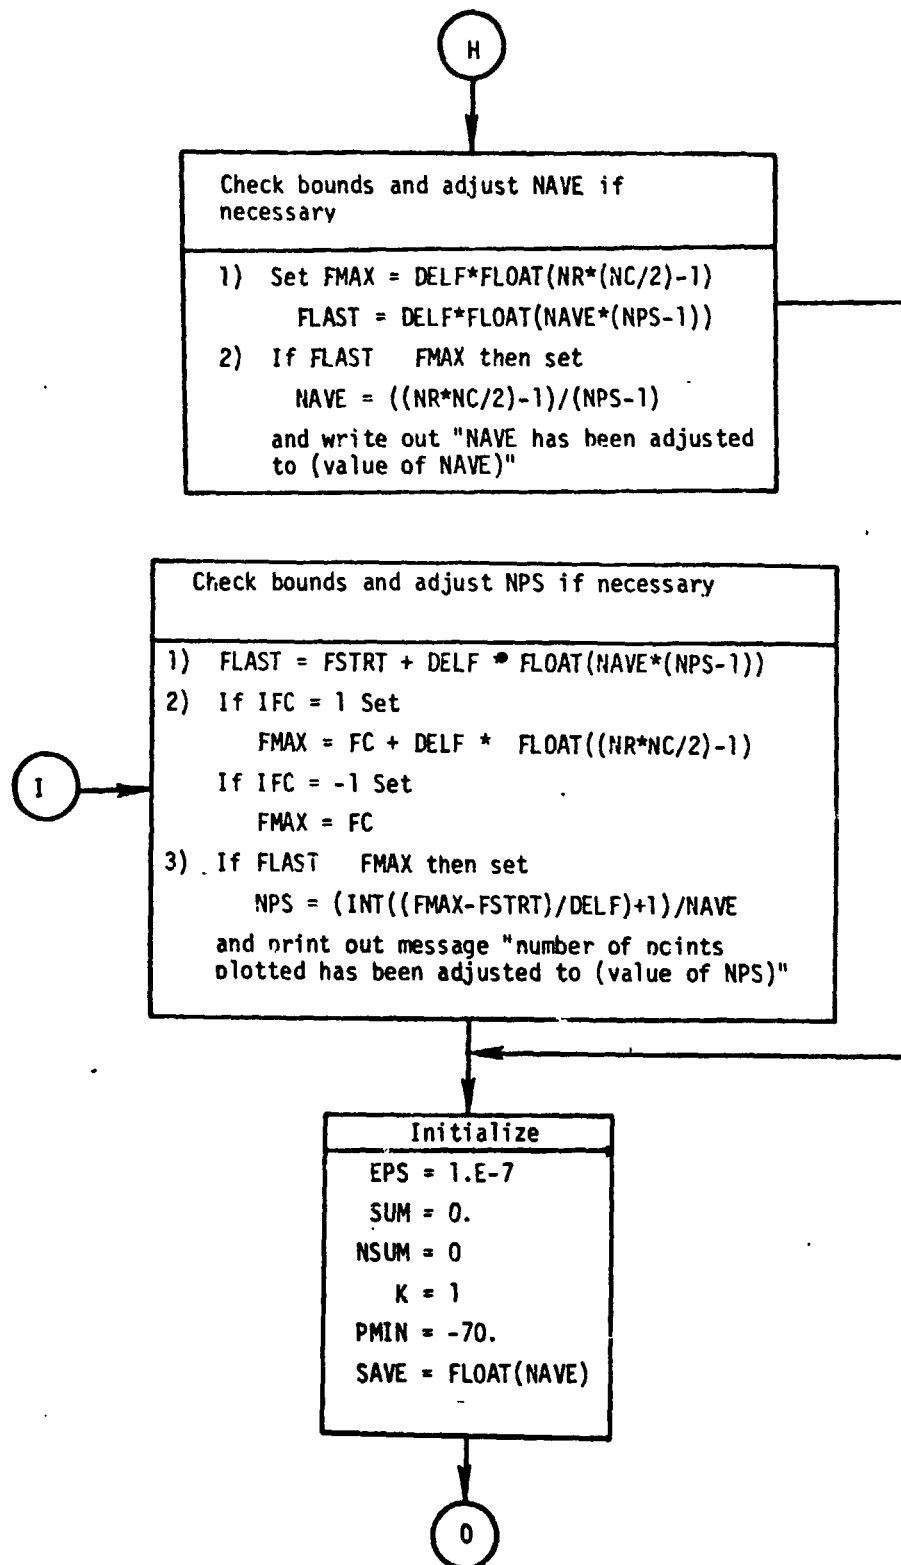 H
Check bounds and adjust NAVE if
necessary
1) Set FMAX = DELF*FLOAT(NR*(NC/2)-1)
FLAST = DELF*FLOAT(NAVE*(NPS-1))
2) If FLAST FMAX then set
NAVE = ((NR*NC/2)-1)/(NPS-1)
and write out "NAVE has been adjusted
to (value of NAVE)"
Check bounds and adjust NPS if necessary
1) FLAST = FSTRT + DELF * FLOAT(NAVE*(NPS-1))
2) If IFC = 1 Set
FMAX = FC + DELF * FLOAT((NR*NC/2)-1)
If IFC = -1 Set
I
FMAX = FC
3) If FLAST FMAX then set
NPS = (INT((FMAX-FSTRT)/DELF)+1)/NAVE
and print out message "number of points
plotted has been adjusted to (value of NPS)"
Initialize
EPS = 1.E-7
SUM = 0.
NSUM = 0
K = 1
PMIN = -70.
SAVE = FLOAT(NAVE)
O